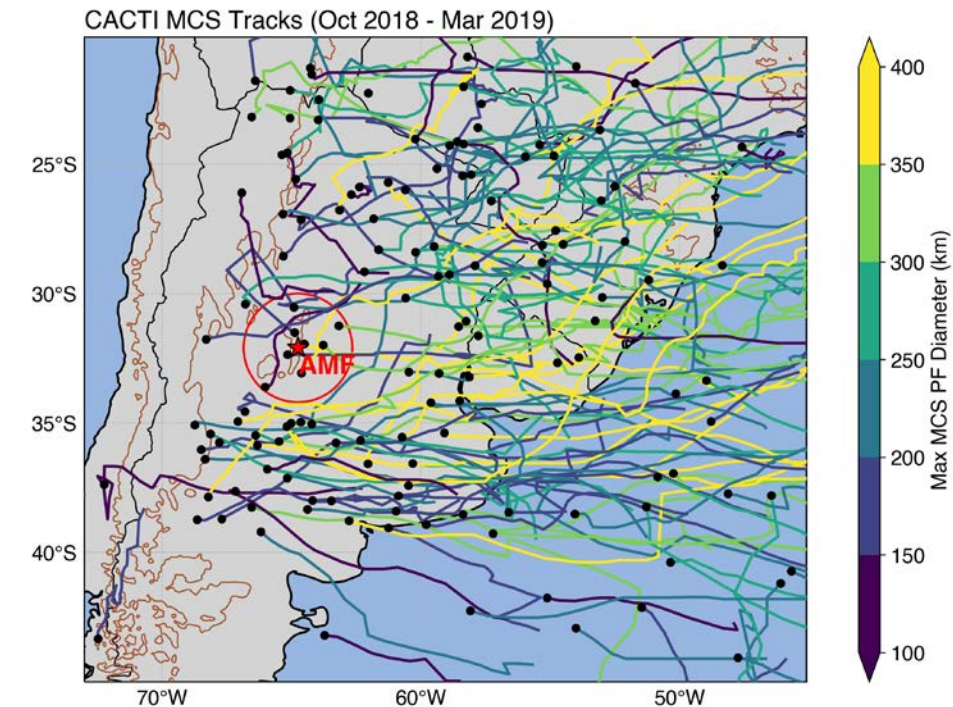 CACTI MCS Tracks (Oct 2018 - Mar 2019)
400
25°S
350
300
30°S
AMF
250
35°S
200
40°S
150
100
70°W 60°W 50°W
Max MCS PF Diameter (km)